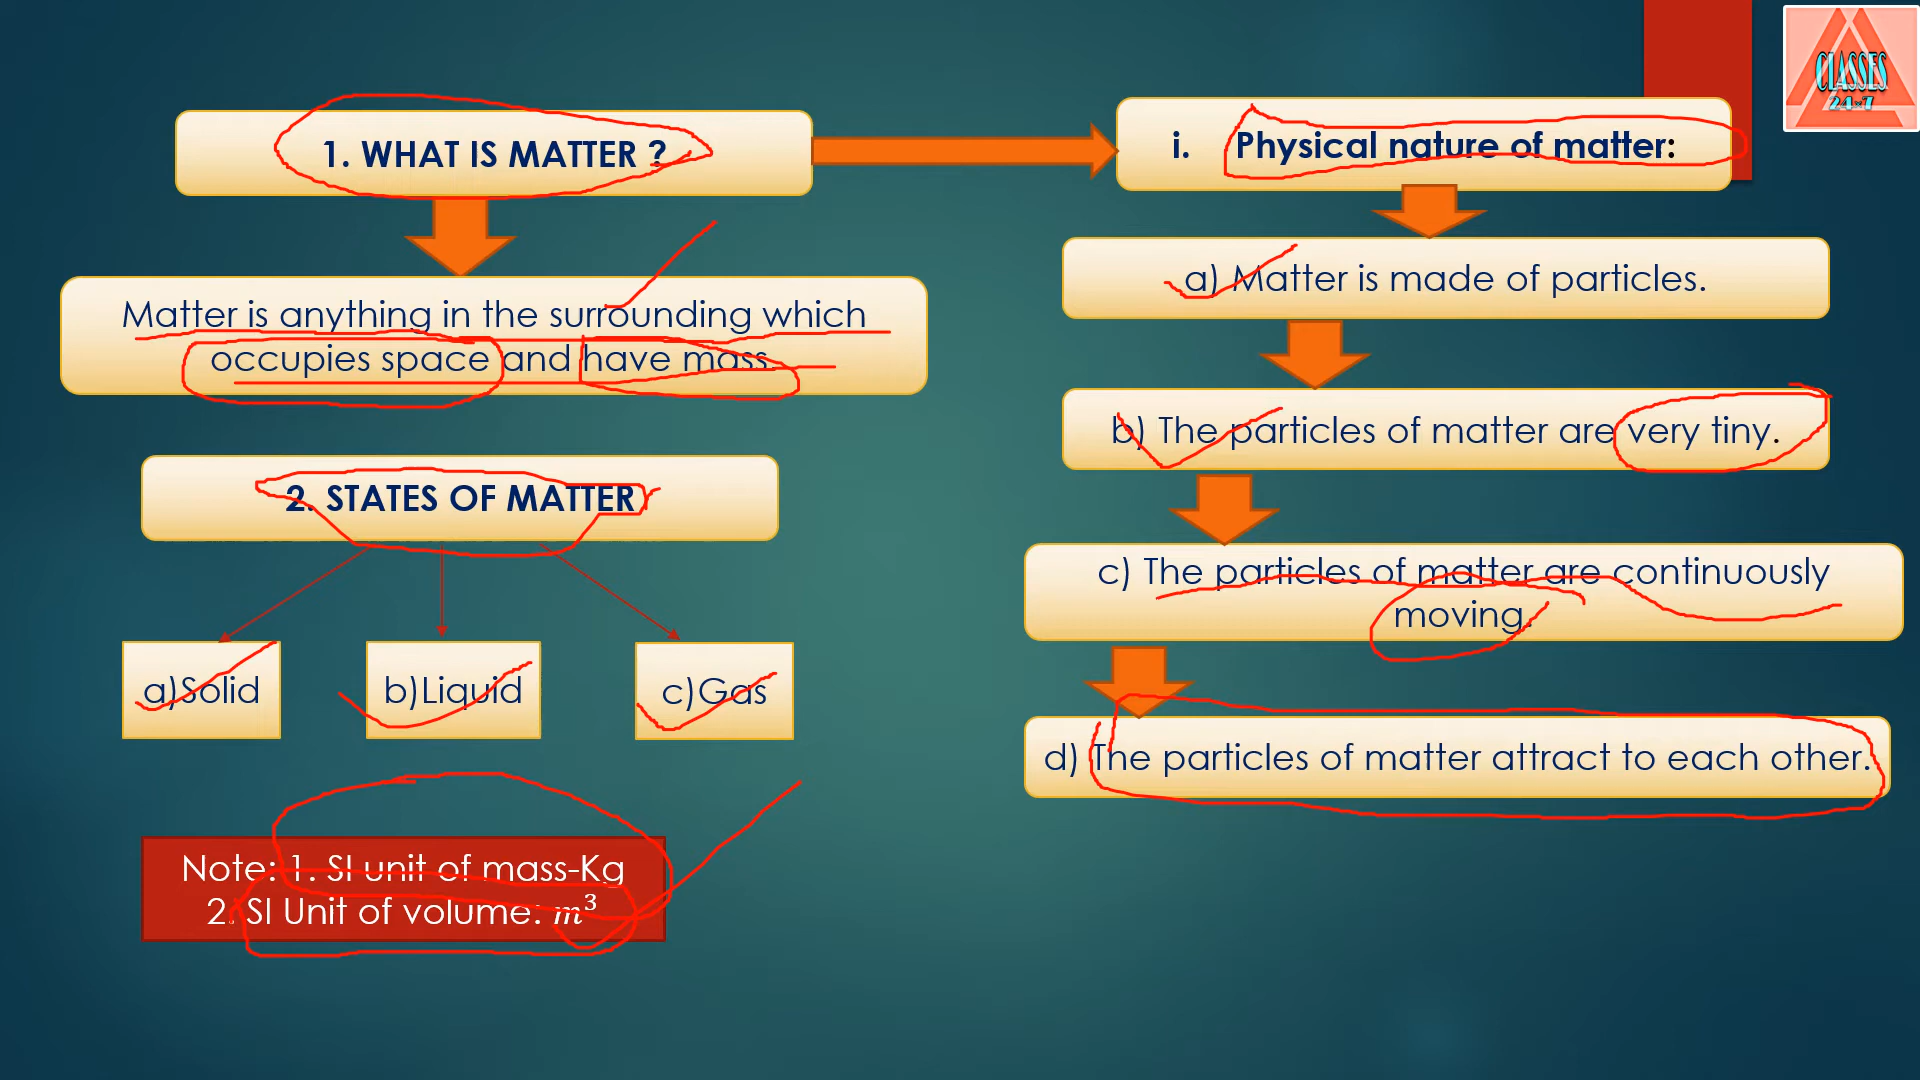 1. WHAT IS MATTER ?
Matter is anything in the surrounding which
occupies space and have mass.
2. STATES OF MATTER
a)Solid
b)Liquid
c)Gas
Note: 1. SI unit of mass-Kg
2. SI Unit of volume: m³
i. Physical nature of matter:
a) Matter is made of particles.
b) The particles of matter are very tiny.
c) The particles of matter are continuously
moving.
d) The particles of matter attract to each other.
CLASSES
24×7